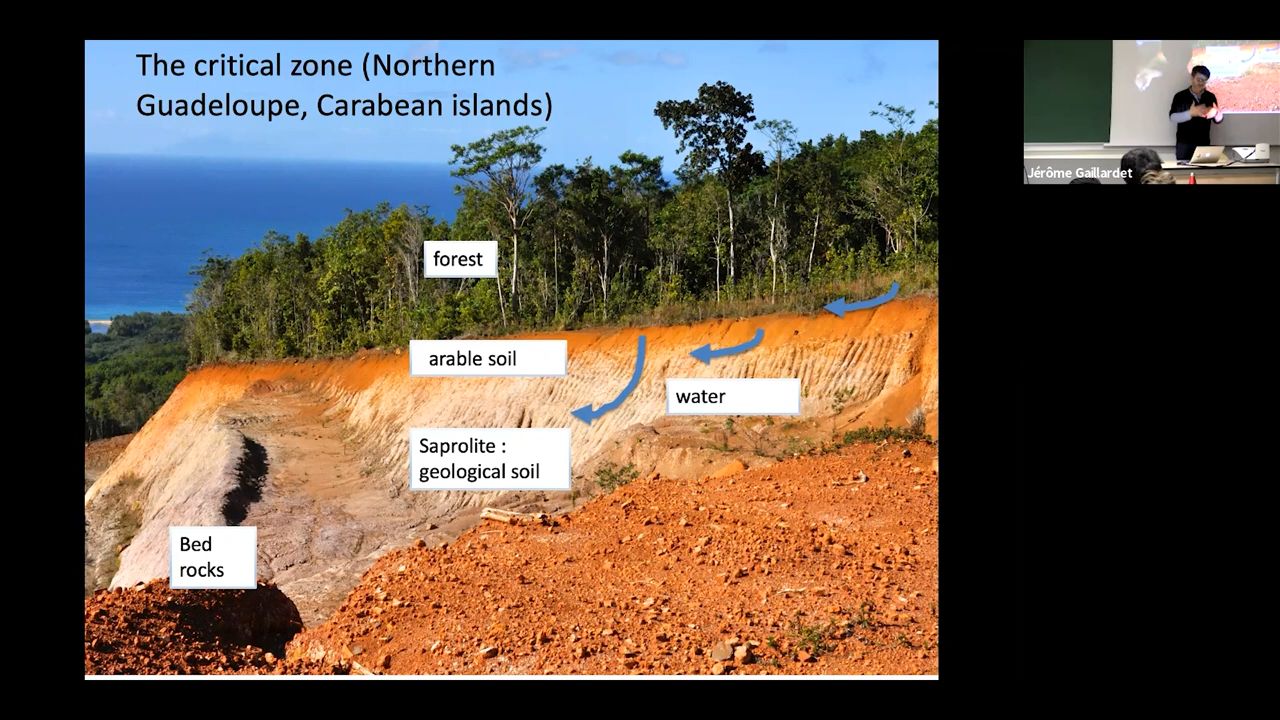 The critical zone (Northern
Guadeloupe, Carabean islands)
forest
arable soil
water
Saprolite :
geological soil
Bed
rocks
Jérôme Gaillardet